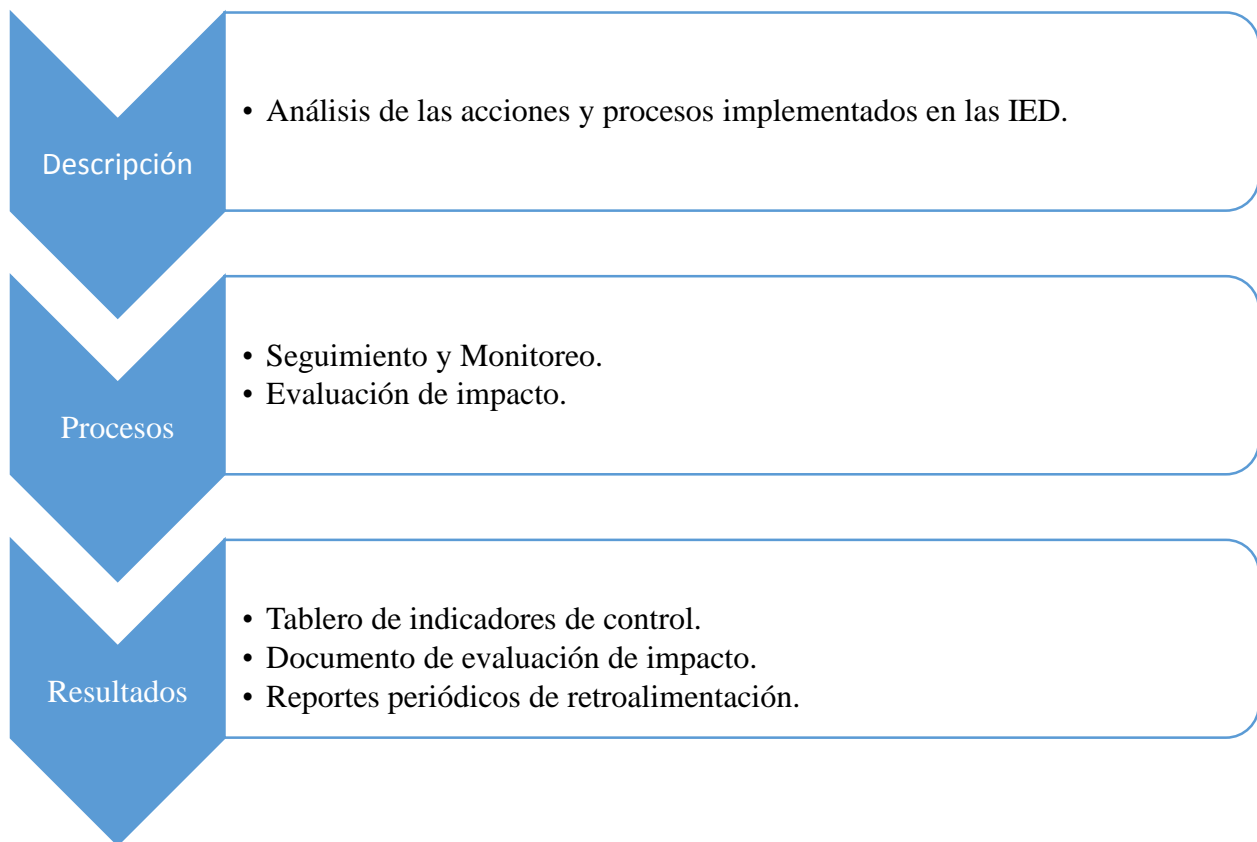 Descripción
• Análisis de las acciones y procesos implementados en las IED.
Procesos
• Seguimiento y Monitoreo.
• Evaluación de impacto.
Resultados
• Tablero de indicadores de control.
• Documento de evaluación de impacto.
• Reportes periódicos de retroalimentación.